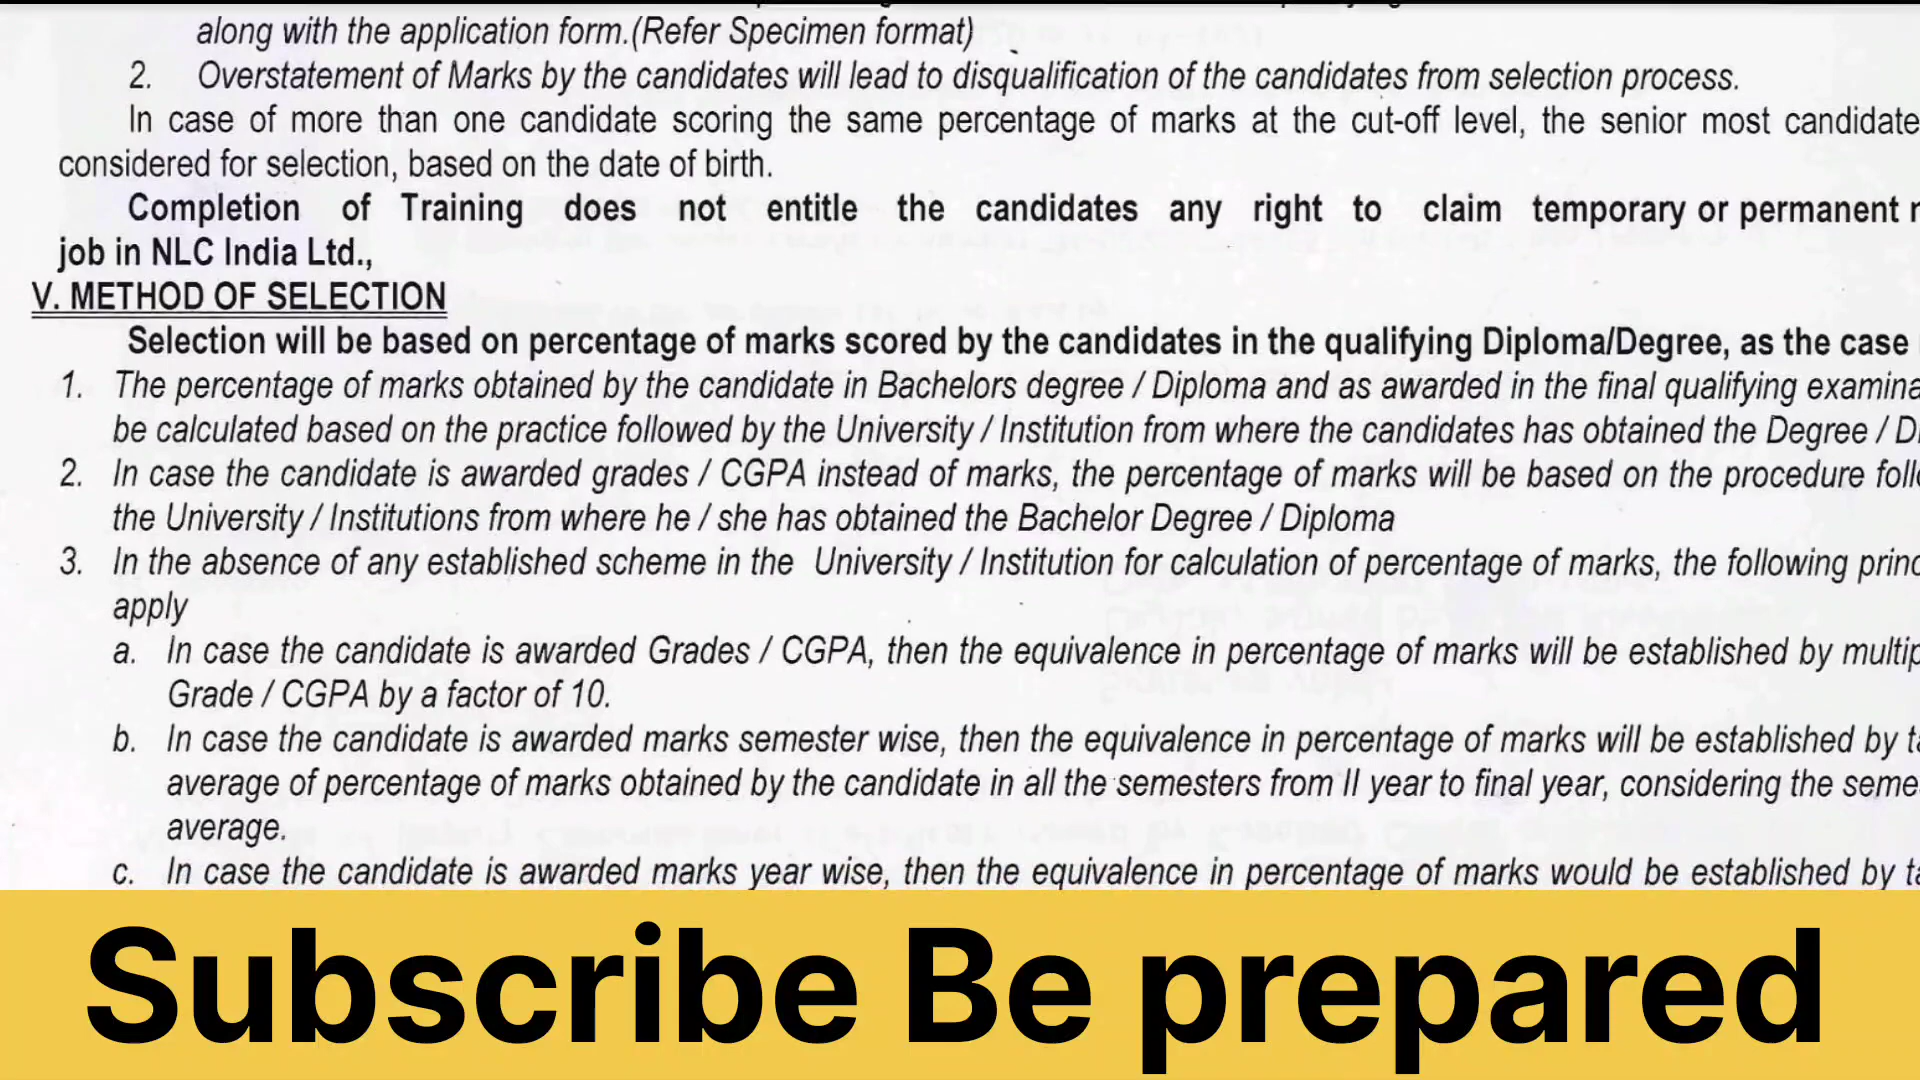 along with the application form.(Refer Specimen format)
2. Overstatement of Marks by the candidates will lead to disqualification of the candidates from selection process.
In case of more than one candidate scoring the same percentage of marks at the cut-off level, the senior most candidate
considered for selection, based on the date of birth.
Completion of Training does not entitle the candidates any right to claim temporary or permanent
job in NLC India Ltd.,
V. METHOD OF SELECTION
Selection will be based on percentage of marks scored by the candidates in the qualifying Diploma/Degree, as the case
1. The percentage of marks obtained by the candidate in Bachelors degree / Diploma and as awarded in the final qualifying examina
be calculated based on the practice followed by the University / Institution from where the candidates has obtained the Degree / D
2. In case the candidate is awarded grades / CGPA instead of marks, the percentage of marks will be based on the procedure foll
the University / Institutions from where he / she has obtained the Bachelor Degree / Diploma
3. In the absence of any established scheme in the University / Institution for calculation of percentage of marks, the following princ
apply
a. In case the candidate is awarded Grades / CGPA, then the equivalence in percentage of marks will be established by multip
Grade / CGPA by a factor of 10.
b. In case the candidate is awarded marks semester wise, then the equivalence in percentage of marks will be established by t
average of percentage of marks obtained by the candidate in all the semesters from II year to final year, considering the seme
average.
c. In case the candidate is awarded marks year wise, then the equivalence in percentage of marks would be established by t
Subscribe Be prepared